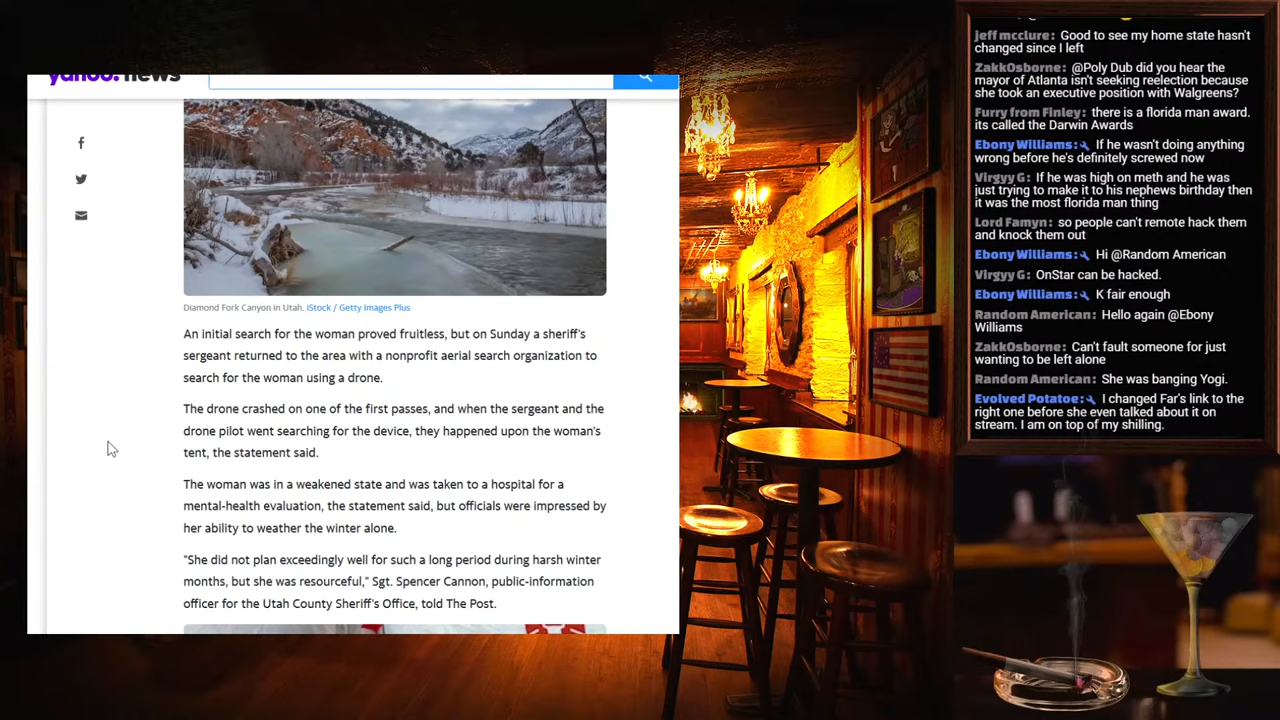 yahoo! news
Diamond Fork Canyon in Utah. iStock / Getty Images Plus
An initial search for the woman proved fruitless, but on Sunday a sheriff's
sergeant returned to the area with a nonprofit aerial search organization to
search for the woman using a drone.
The drone crashed on one of the first passes, and when the sergeant and the
drone pilot went searching for the device, they happened upon the woman's
tent, the statement said.
The woman was in a weakened state and was taken to a hospital for a
mental-health evaluation, the statement said, but officials were impressed by
her ability to weather the winter alone.
"She did not plan exceedingly well for such a long period during harsh winter
months, but she was resourceful," Sgt. Spencer Cannon, public-information
officer for the Utah County Sheriff's Office, told The Post.
jeff mcclure: Good to see my home state hasn't
changed since I left
ZakkOsborne: @Poly Dub did you hear the
mayor of Atlanta isn't seeking reelection because
she took an executive position with Walgreens?
Furry from Finley: there is a florida man award.
its called the Darwin Awards
Ebony Williams: If he wasn't doing anything
wrong before he's definitely screwed now
Virgyy G: If he was high on meth and he was
just trying to make it to his nephews birthday then
it was the most florida man thing
Lord Famyn: so people can't remote hack them
and knock them out
Ebony Williams: Hi @Random American
Virgyy G: OnStar can be hacked.
Ebony Williams: K fair enough
Random American: Hello again @Ebony
Williams
ZakkOsborne: Can't fault someone for just
wanting to be left alone
Random American: She was banging Yogi.
Evolved Potatoe: I changed Far's link to the
right one before she even talked about it on
stream. I am on top of my shilling.